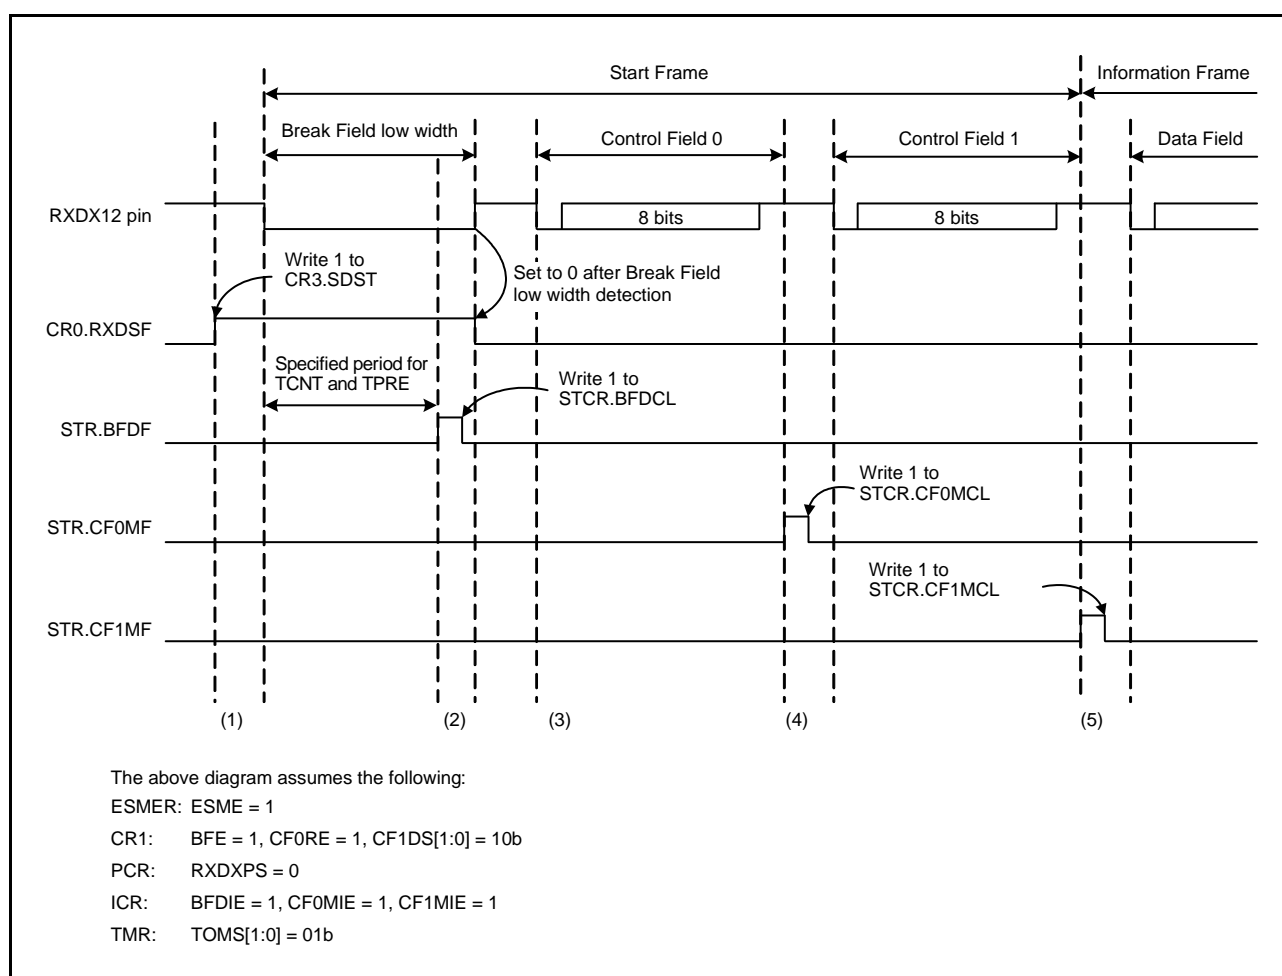 Start Frame
Information Frame
Break Field low width
Control Field 0
Control Field 1
Data Field
RXDX12 pin
8 bits
8 bits
Write 1 to
CR3.SDST
Set to 0 after Break Field
low width detection
CR0.RXDSF
Specified period for
TCNT and TPRE
Write 1 to
STCR.BFDCL
STR.BFDF
Write 1 to
STCR.CF0MCL
STR.CF0MF
Write 1 to
STCR.CF1MCL
STR.CF1MF
(1) (2) (3) (4) (5)
The above diagram assumes the following:
ESMER: ESME = 1
CR1: BFE = 1, CF0RE = 1, CF1DS[1:0] = 10b
PCR: RXDXPS = 0
ICR: BFDIE = 1, CF0MIE = 1, CF1MIE = 1
TMR: TOMS[1:0] = 01b